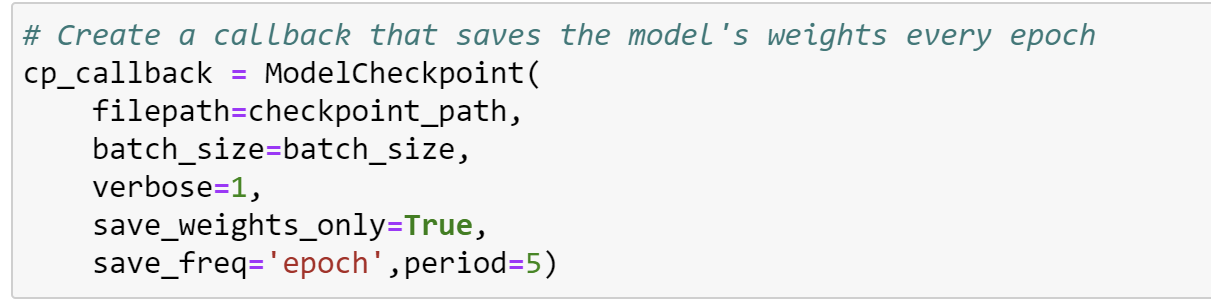 # Create a callback that saves the model's weights every epoch
cp_callback = ModelCheckpoint(
    filepath=checkpoint_path,
    batch_size=batch_size,
    verbose=1,
    save_weights_only=True,
    save_freq='epoch',period=5)